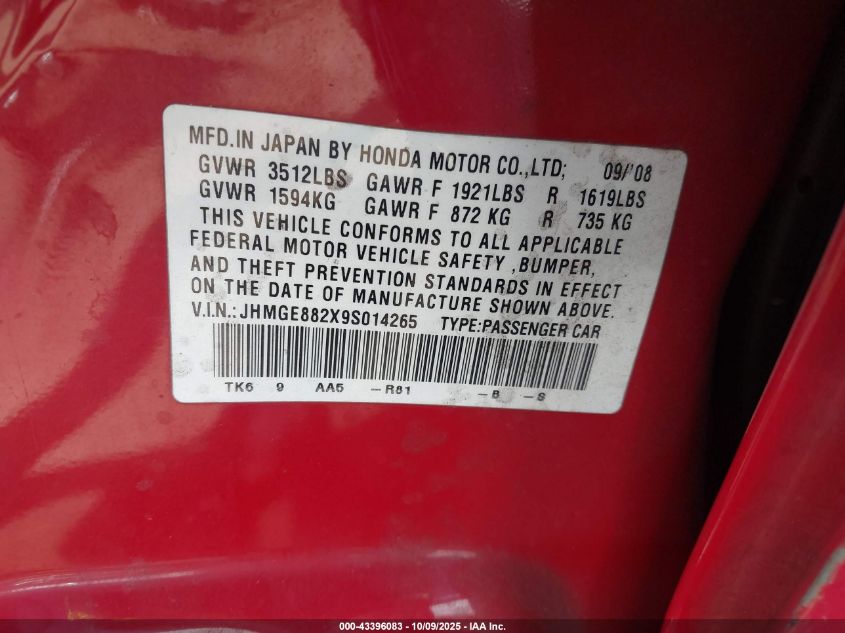 MFD.IN JAPAN BY HONDA MOTOR CO.,LTD; 09/'08
GVWR 3512LBS GAWR F 1921LBS R 1619LBS
GVWR 1594KG GAWR F 872 KG R 735 KG
THIS VEHICLE CONFORMS TO ALL APPLICABLE
FEDERAL MOTOR VEHICLE SAFETY ,BUMPER,
AND THEFT PREVENTION STANDARDS IN EFFECT
ON THE DATE OF MANUFACTURE SHOWN ABOVE.
V.I.N.: JHMGE882X9S014265 TYPE:PASSENGER CAR
TK6 9 AA5 –R81 –B –S
000-43396083 - 10/09/2025 - IAA Inc.